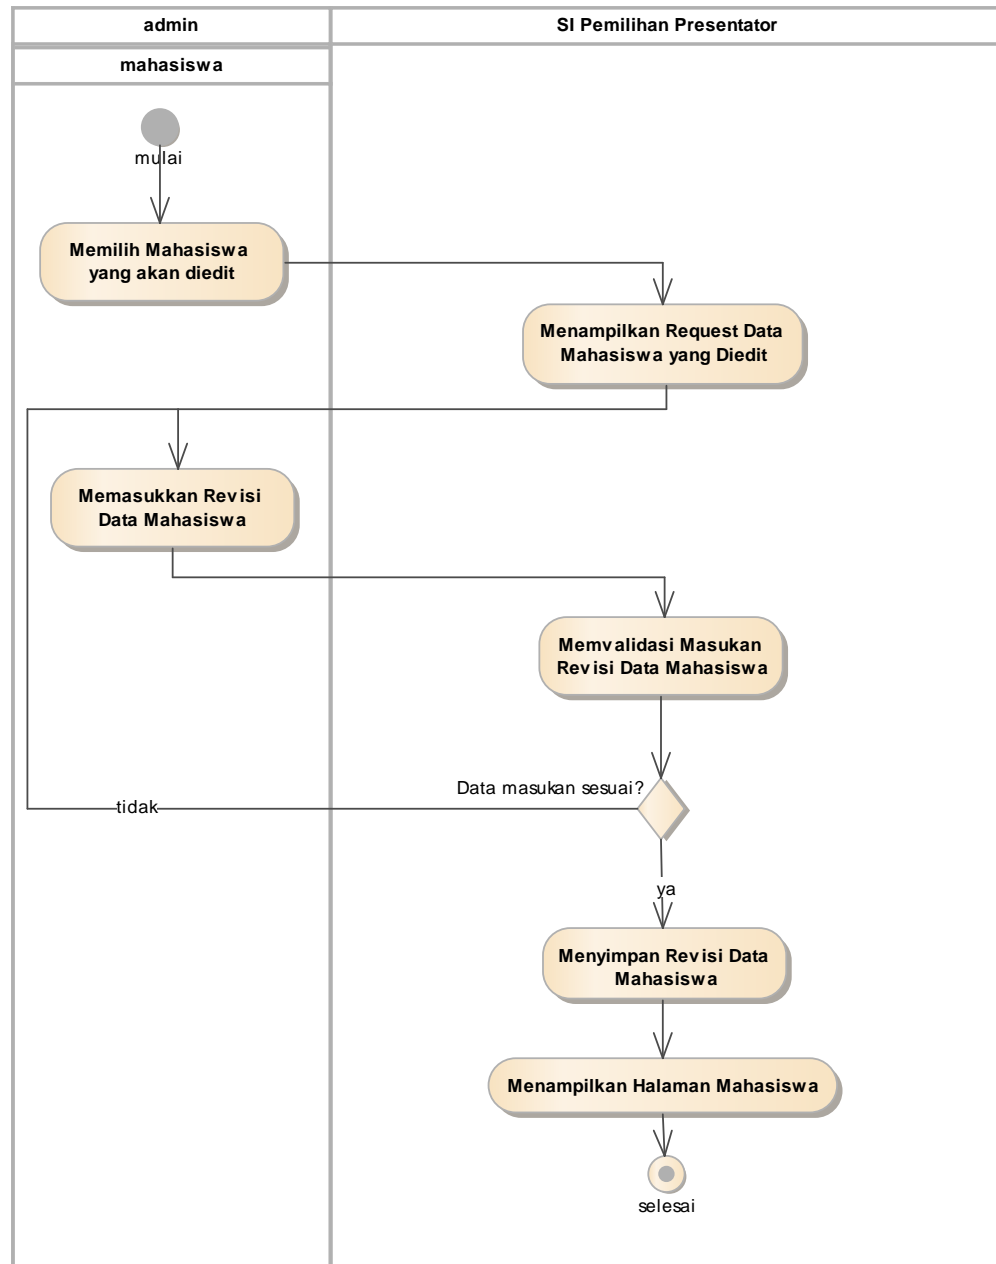 admin
SI Pemilihan Presentator
mahasiswa
mulai
Memilih Mahasiswa
yang akan diedit
Menampilkan Request Data
Mahasiswa yang Diedit
Memasukkan Revisi
Data Mahasiswa
Memvalidasi Masukan
Revisi Data Mahasiswa
Data masukan sesuai?
tidak
ya
Menyimpan Revisi Data
Mahasiswa
Menampilkan Halaman Mahasiswa
selesai